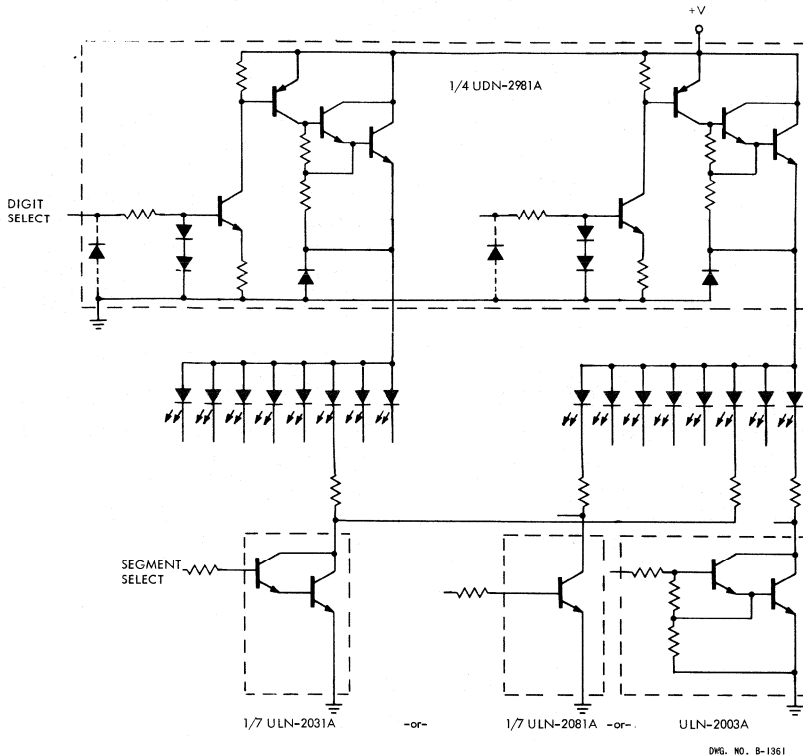 +V
1/4 UDN-2981A
DIGIT
SELECT
SEGMENT
SELECT
1/7 ULN-2031A
-or-
1/7 ULN-2081A
-or-
ULN-2003A
DWG. NO. B-1361